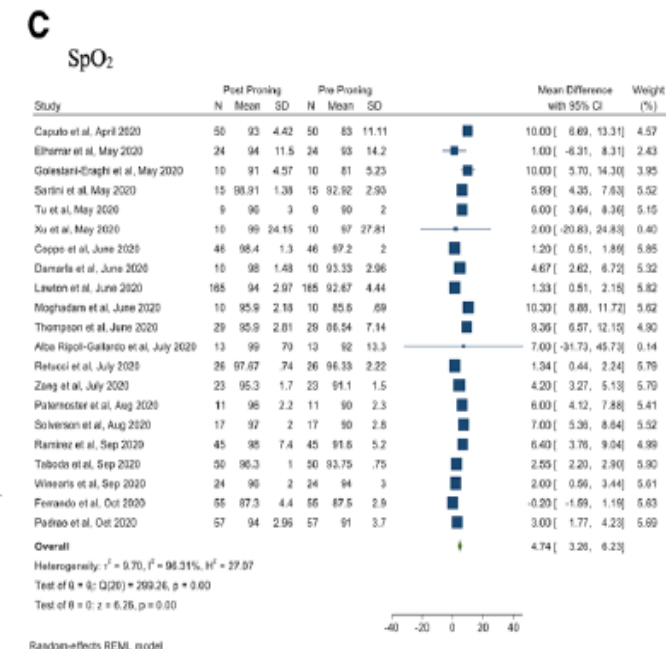 C
SpO₂
Post Proning Pre Proning Mean Difference Weight
Study N Mean SD N Mean SD with 95% CI (%)
Caputo et al, April 2020 50 93 4.42 50 83 11.11 10.00 [ 6.69, 13.31] 4.57
Elharrar et al, May 2020 24 94 11.5 24 93 14.2 1.00 [ -6.31, 8.31] 2.43
Golestani-Eraghi et al, May 2020 10 91 4.57 10 81 5.23 10.00 [ 5.70, 14.30] 3.95
Sartini et al, May 2020 15 98.91 1.38 15 92.92 2.93 5.99 [ 4.35, 7.63] 5.52
Tu et al, May 2020 9 96 3 9 90 2 6.00 [ 3.64, 8.36] 5.15
Xu et al, May 2020 10 99 24.15 10 97 27.81 2.00 [ -20.83, 24.83] 0.40
Coppo et al, June 2020 46 98.4 1.3 46 97.2 2 1.20 [ 0.51, 1.89] 5.85
Damarla et al, June 2020 10 98 1.48 10 93.33 2.96 4.67 [ 2.62, 6.72] 5.32
Lawton et al, June 2020 165 94 2.97 165 92.67 4.44 1.33 [ 0.51, 2.15] 5.82
Moghadam et al, June 2020 10 95.9 2.18 10 85.6 .69 10.30 [ 8.88, 11.72] 5.62
Thompson et al, June 2020 29 95.9 2.81 29 86.54 7.14 9.36 [ 6.57, 12.15] 4.90
Alba Ripoll-Gallardo et al, July 2020 13 99 70 13 92 13.3 7.00 [ -31.73, 45.73] 0.14
Retucci et al, July 2020 26 97.67 .74 26 96.33 2.22 1.34 [ 0.44, 2.24] 5.79
Zang et al, July 2020 23 95.3 1.7 23 91.1 1.5 4.20 [ 3.27, 5.13] 5.79
Paternoster et al, Aug 2020 11 96 2.2 11 90 2.3 6.00 [ 4.12, 7.88] 5.41
Solverson et al, Aug 2020 17 97 2 17 90 2.8 7.00 [ 5.36, 8.64] 5.52
Ramirez et al, Sep 2020 45 98 7.4 45 91.6 5.2 6.40 [ 3.76, 9.04] 4.99
Taboda et al, Sep 2020 50 96.3 1 50 93.75 .75 2.55 [ 2.20, 2.90] 5.90
Winearls et al, Sep 2020 24 96 2 24 94 3 2.00 [ 0.56, 3.44] 5.61
Ferrando et al, Oct 2020 55 87.3 4.4 55 87.5 2.9 -0.20 [ -1.59, 1.19] 5.63
Padrao et al, Oct 2020 57 94 2.96 57 91 3.7 3.00 [ 1.77, 4.23] 5.69
Overall 4.74 [ 3.26, 6.23]
Heterogeneity: τ² = 9.70, I² = 96.31%, H² = 27.07
Test of θᵢ = θⱼ: Q(20) = 299.26, p = 0.00
Test of θ = 0: z = 6.26, p = 0.00
-40 -20 0 20 40
Random-effects REML model